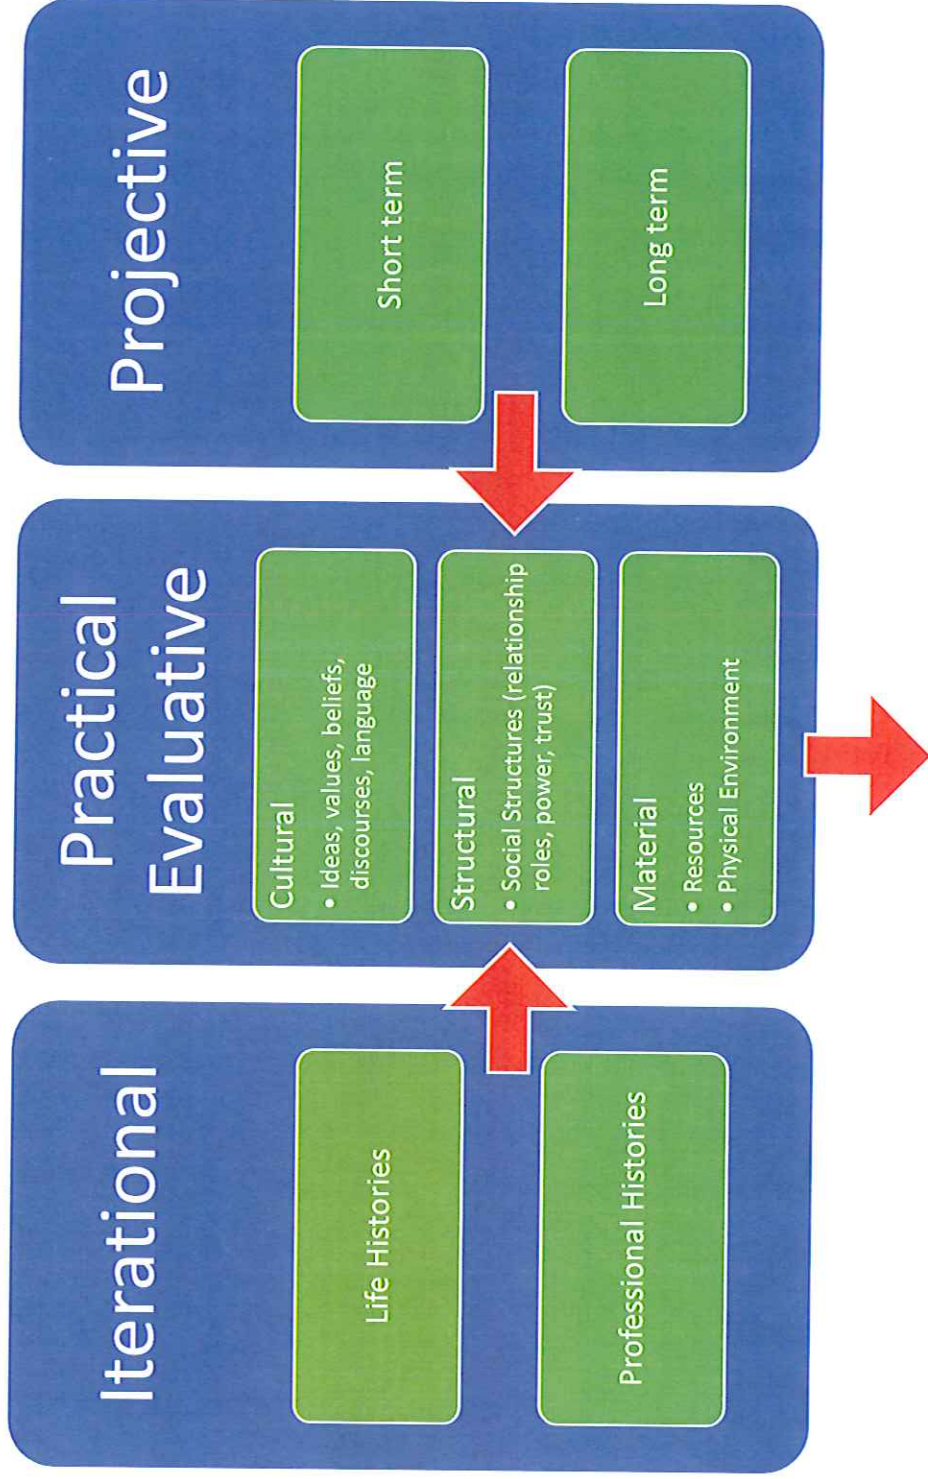 Iterational
Life Histories
Professional Histories
Practical
Evaluative
Cultural
• Ideas, values, beliefs,
discourses, language
Structural
• Social Structures (relationship
roles, power, trust)
Material
• Resources
• Physical Environment
Projective
Short term
Long term